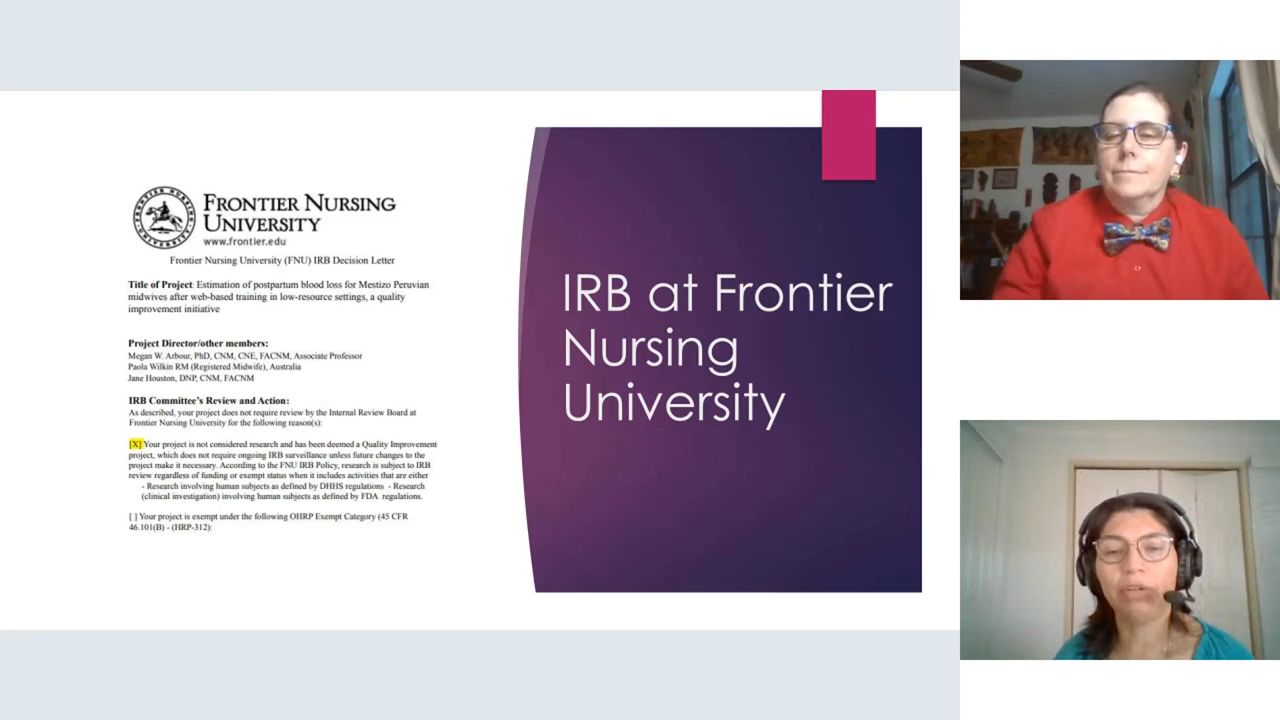 FRONTIER NURSING UNIVERSITY
FRONTIER NURSING
UNIVERSITY
www.frontier.edu
Frontier Nursing University (FNU) IRB Decision Letter
Title of Project: Estimation of postpartum blood loss for Mestizo Peruvian
midwives after web-based training in low-resource settings, a quality
improvement initiative
Project Director/other members:
Megan W. Arbour, PhD, CNM, CNE, FACNM, Associate Professor
Paola Wilkin RM (Registered Midwife), Australia
Jane Houston, DNP, CNM, FACNM
IRB Committee's Review and Action:
As described, your project does not require review by the Internal Review Board at
Frontier Nursing University for the following reason(s):
[X] Your project is not considered research and has been deemed a Quality Improvement
project, which does not require ongoing IRB surveillance unless future changes to the
project make it necessary. According to the FNU IRB Policy, research is subject to IRB
review regardless of funding or exempt status when it includes activities that are either
- Research involving human subjects as defined by DHHS regulations - Research
(clinical investigation) involving human subjects as defined by FDA regulations.
[ ] Your project is exempt under the following OHRP Exempt Category (45 CFR
46.101(B) - (HRP-312):
IRB at Frontier
Nursing
University